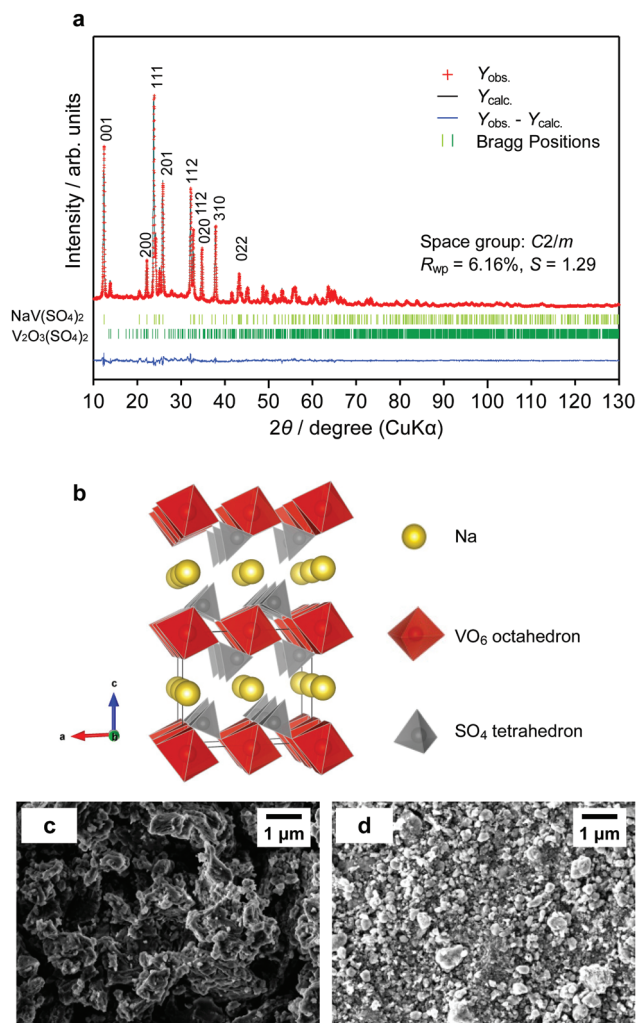 a
Intensity / arb. units
001
111
200
201
112
020
112
310
022
Yobs.
Ycalc.
Yobs. - Ycalc.
Bragg Positions
Space group: C2/m
Rwp = 6.16%, S = 1.29
NaV(SO4)2
V2O3(SO4)2
10 20 30 40 50 60 70 80 90 100 110 120 130
2θ / degree (CuKα)
b
Na
VO6 octahedron
SO4 tetrahedron
c
a
b
c
1 μm
d
1 μm